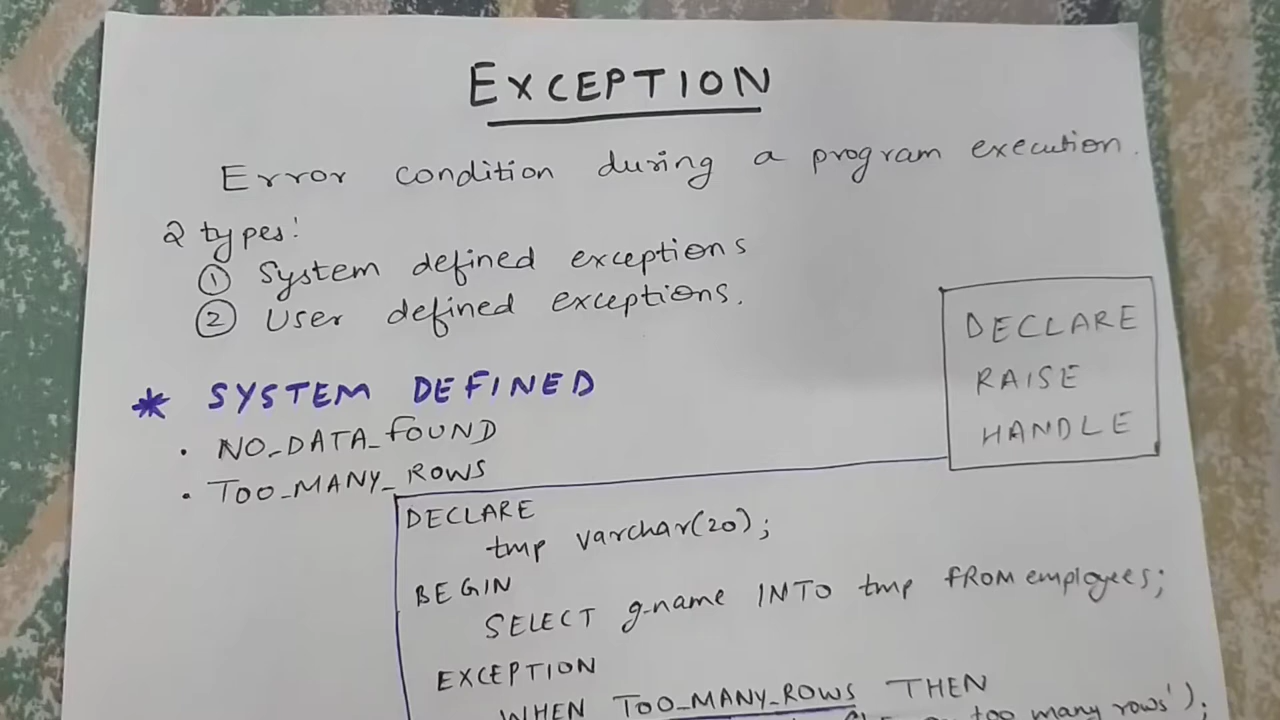 EXCEPTION
Error condition during a program execution.
2 types:
① System defined exceptions
② User defined exceptions.
DECLARE
RAISE
HANDLE
* SYSTEM DEFINED
• NO_DATA_FOUND
• TOO_MANY_ROWS
DECLARE
tmp varchar(20);
BEGIN
SELECT g_name INTO tmp FROM employees;
EXCEPTION
WHEN TOO_MANY_ROWS THEN
too many rows');